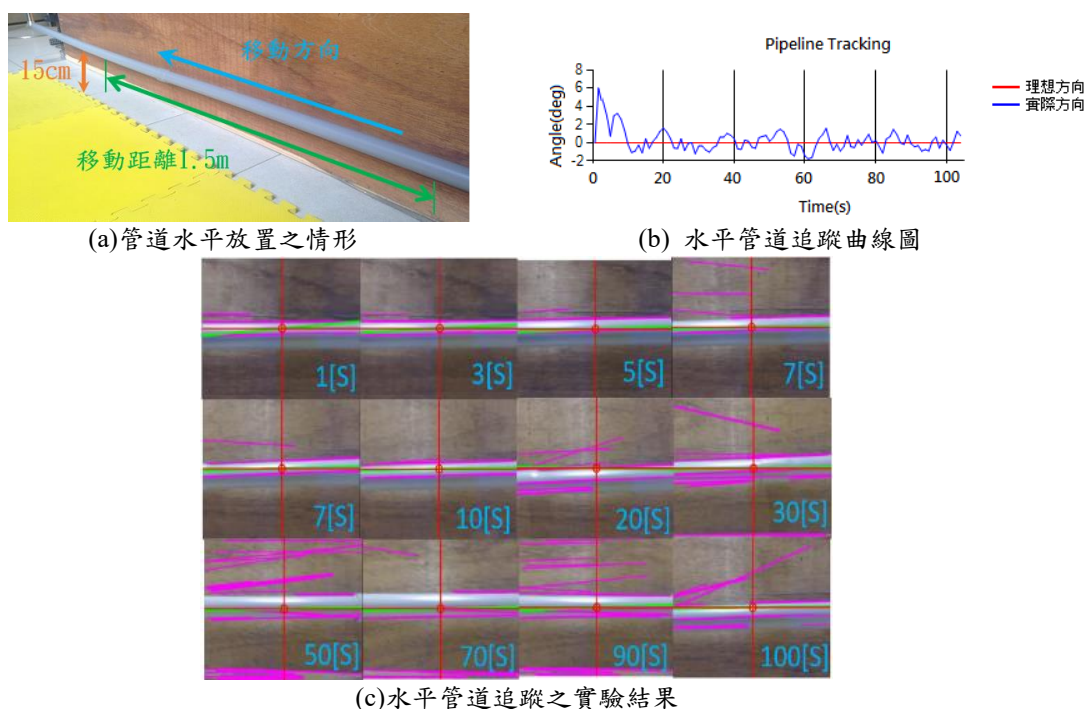 15cm
移動方向
移動距離1.5m
(a)管道水平放置之情形
Pipeline Tracking
Angle(deg)
8
6
4
2
0
-2
0 20 40 60 80 100
Time(s)
理想方向
實際方向
(b) 水平管道追蹤曲線圖
1[S] 3[S] 5[S] 7[S]
7[S] 10[S] 20[S] 30[S]
50[S] 70[S] 90[S] 100[S]
(c)水平管道追蹤之實驗結果